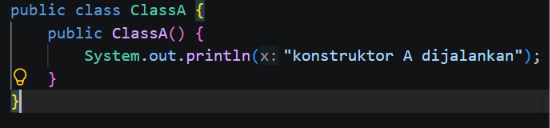 public class ClassA {
public ClassA() {
System.out.println(x: "konstruktor A dijalankan");
}
}